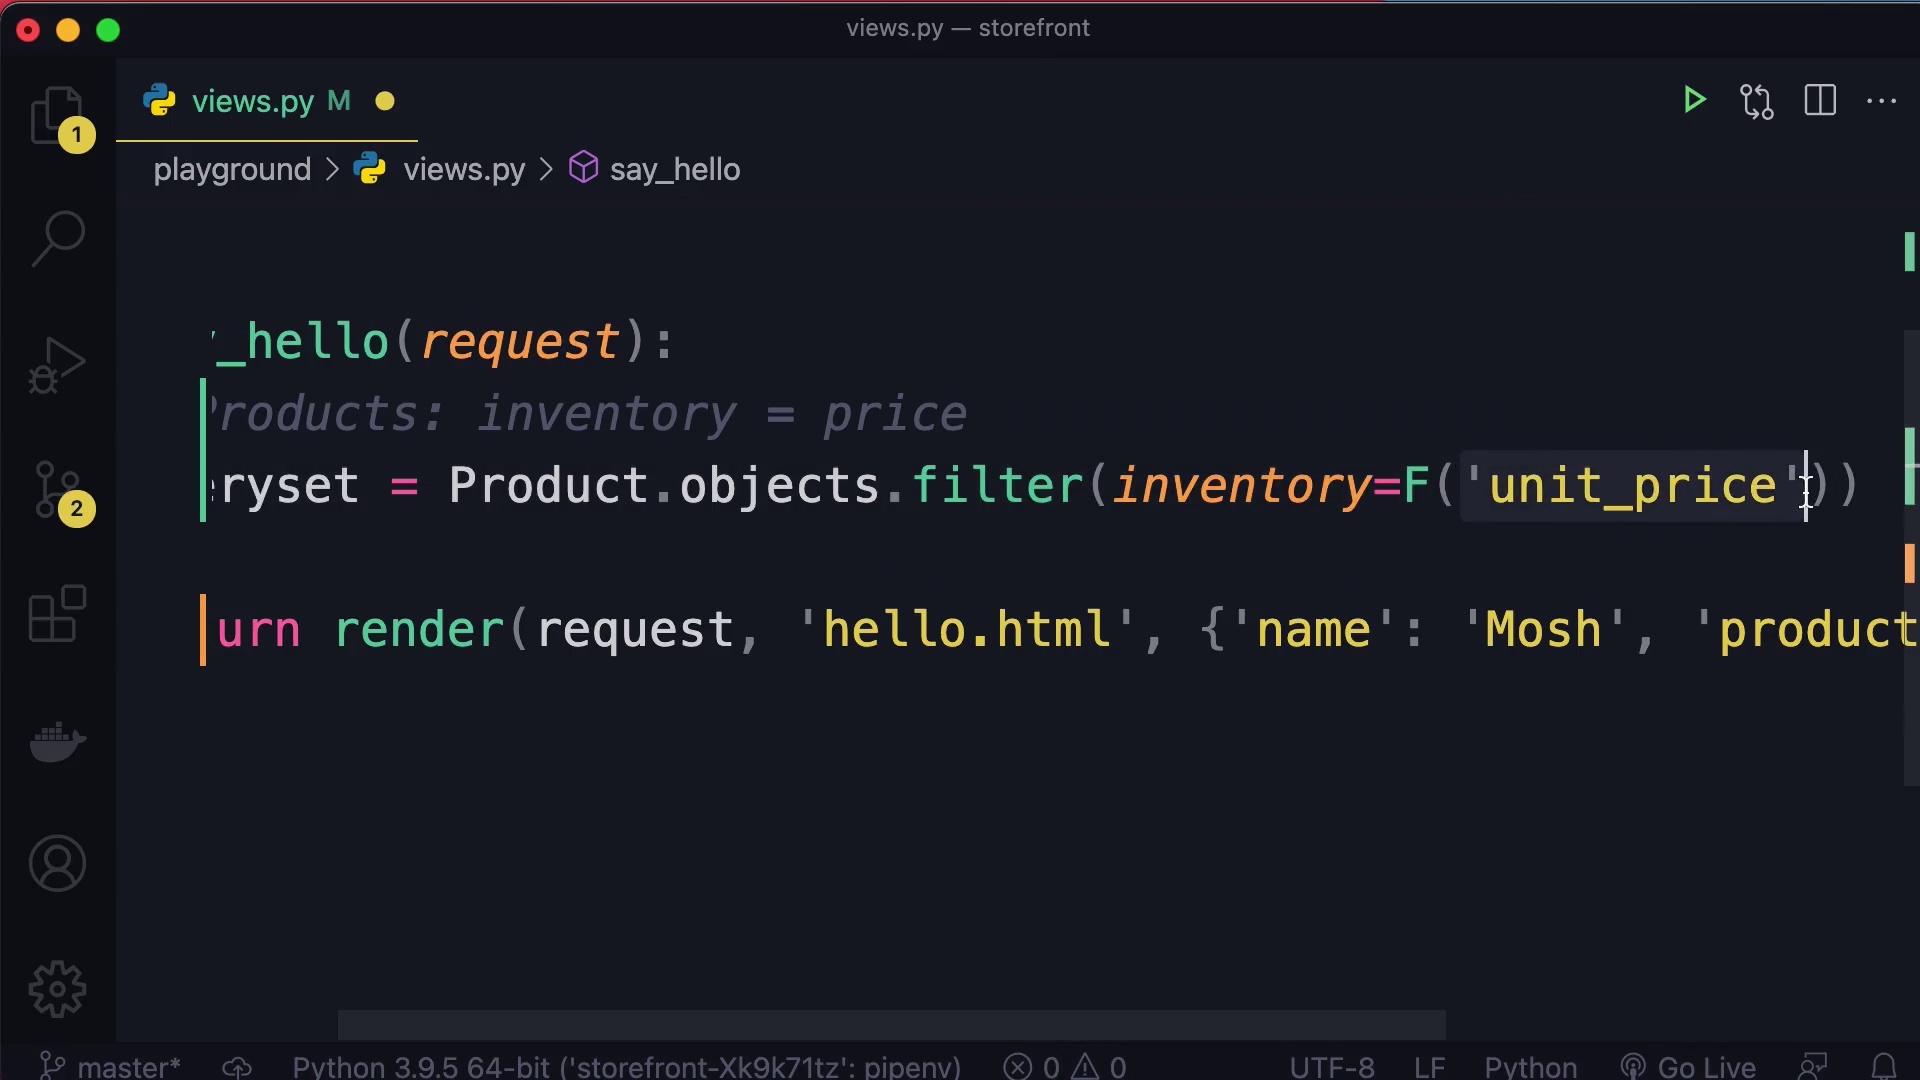 views.py — storefront
views.py M
1
playground > views.py > say_hello
_hello(request):
Products: inventory = price
eryset = Product.objects.filter(inventory=F('unit_price'))
2
urn render(request, 'hello.html', {'name': 'Mosh', 'product
master* Python 3.9.5 64-bit ('storefront-Xk9k71tz': pipenv) 0 0 UTF-8 LF Python Go Live